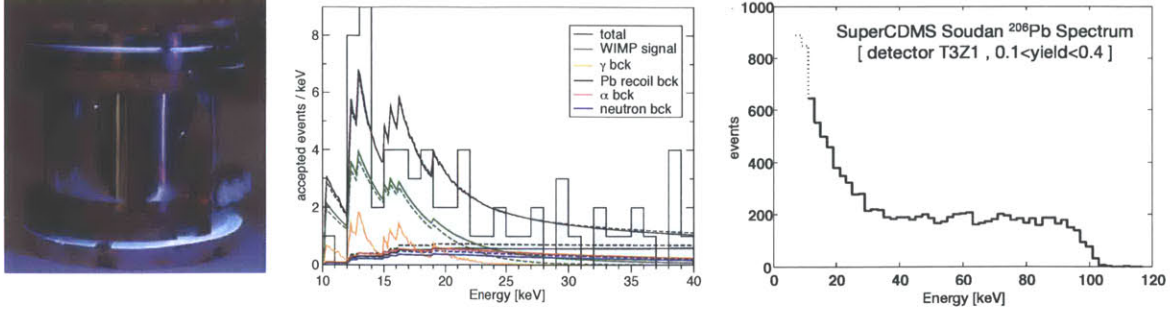 total
WIMP signal
γ bck
Pb recoil bck
α bck
neutron bck
accepted events / keV
8
6
4
2
0
10 15 20 25 30 35 40
Energy [keV]
SuperCDMS Soudan ²⁰⁶Pb Spectrum
[ detector T3Z1 , 0.1<yield<0.4 ]
events
1000
800
600
400
200
0
0 20 40 60 80 100 120
Energy [keV]